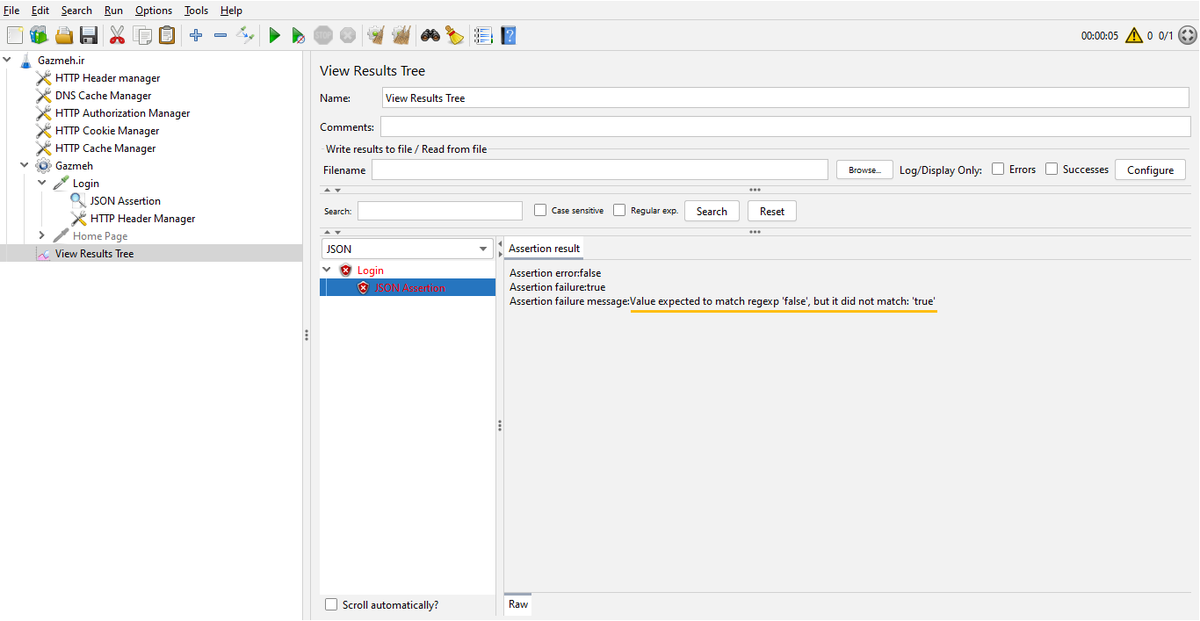 File Edit Search Run Options Tools Help
STOP
00:00:05 0 0/1
Gazmeh.ir
HTTP Header manager
DNS Cache Manager
HTTP Authorization Manager
HTTP Cookie Manager
HTTP Cache Manager
Gazmeh
Login
JSON Assertion
HTTP Header Manager
Home Page
View Results Tree
View Results Tree
Name: View Results Tree
Comments:
Write results to file / Read from file
Filename Browse... Log/Display Only: Errors Successes Configure
Search: Case sensitive Regular exp. Search Reset
JSON
Login
JSON Assertion
Scroll automatically?
Assertion result
Assertion error:false
Assertion failure:true
Assertion failure message:Value expected to match regexp 'false', but it did not match: 'true'
Raw